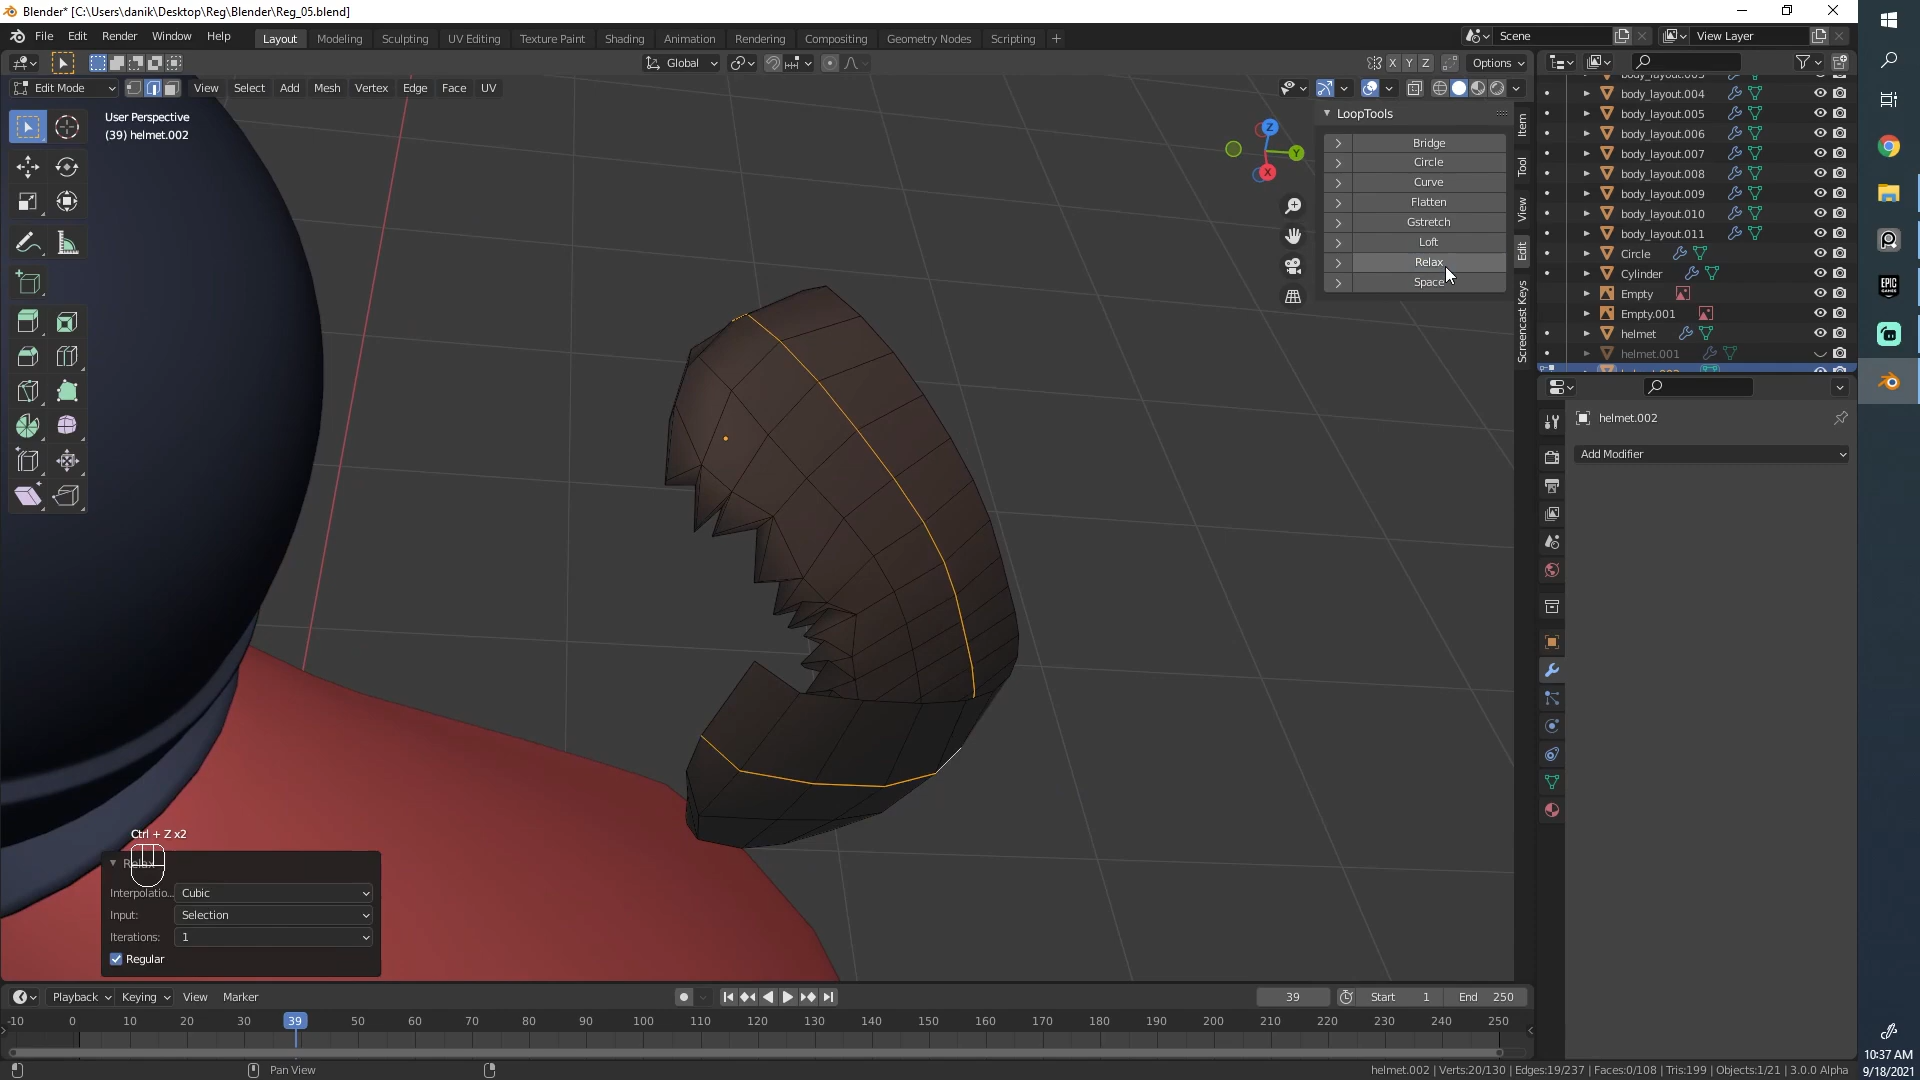 Blender* [C:\Users\danik\Desktop\Reg\Blender\Reg_05.blend]
File Edit Render Window Help
Layout Modeling Sculpting UV Editing Texture Paint Shading Animation Rendering Compositing Geometry Nodes Scripting +
Scene
View Layer
Global
X Y Z
Options
Edit Mode
View Select Add Mesh Vertex Edge Face UV
User Perspective
(39) helmet.002
LoopTools
Bridge
Circle
Curve
Flatten
Gstretch
Loft
Relax
Space
Item
Tool
View
Edit
Screencast Keys
Z
Y
X
body_layout.004
body_layout.005
body_layout.006
body_layout.007
body_layout.008
body_layout.009
body_layout.010
body_layout.011
Circle
Cylinder
Empty
Empty.001
helmet
helmet.001
helmet.002
Add Modifier
Ctrl + Z x2
Interpolatio... Cubic
Input: Selection
Iterations: 1
Regular
Playback Keying View Marker
39
Start 1
End 250
-10 0 10 20 30 39 50 60 70 80 90 100 110 120 130 140 150 160 170 180 190 200 210 220 230 240 250
Pan View
helmet.002 | Verts:20/130 | Edges:19/237 | Faces:0/108 | Tris:199 | Objects:1/21 | 3.0.0 Alpha
EPIC
GAMES
10:37 AM
9/18/2021